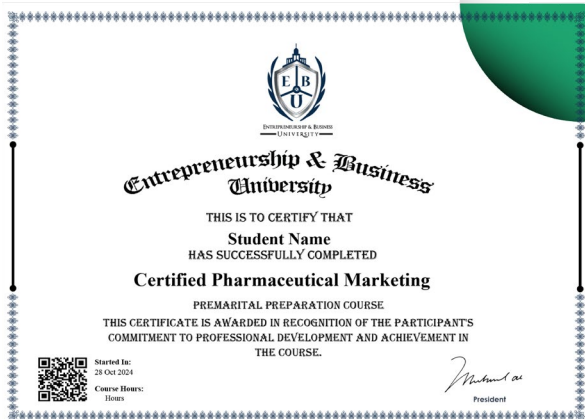 E B
U
ENTREPRENEURSHIP & BUSINESS
UNIVERSITY
Entrepreneurship & Business
University
THIS IS TO CERTIFY THAT
Student Name
HAS SUCCESSFULLY COMPLETED
Certified Pharmaceutical Marketing
PREMARITAL PREPARATION COURSE
THIS CERTIFICATE IS AWARDED IN RECOGNITION OF THE PARTICIPANT'S
COMMITMENT TO PROFESSIONAL DEVELOPMENT AND ACHIEVEMENT IN
THE COURSE.
Started In:
28 Oct 2024
Course Hours:
Hours
President